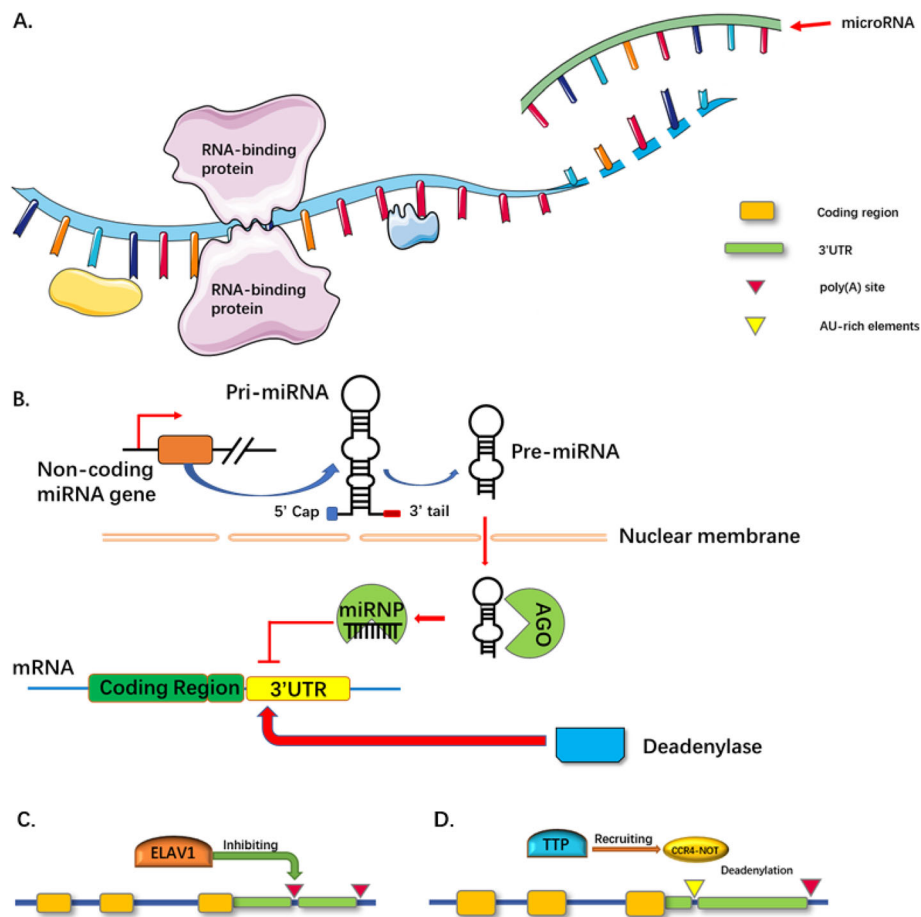 A.
microRNA
RNA-binding
protein
RNA-binding
protein
Coding region
3'UTR
poly(A) site
AU-rich elements
B.
Pri-miRNA
Pre-miRNA
Non-coding
miRNA gene
5' Cap
3' tail
Nuclear membrane
miRNP
AGO
mRNA
Coding Region
3'UTR
Deadenylase
C.
ELAV1
Inhibiting
D.
TTP
Recruiting
CCR4-NOT
Deadenylation